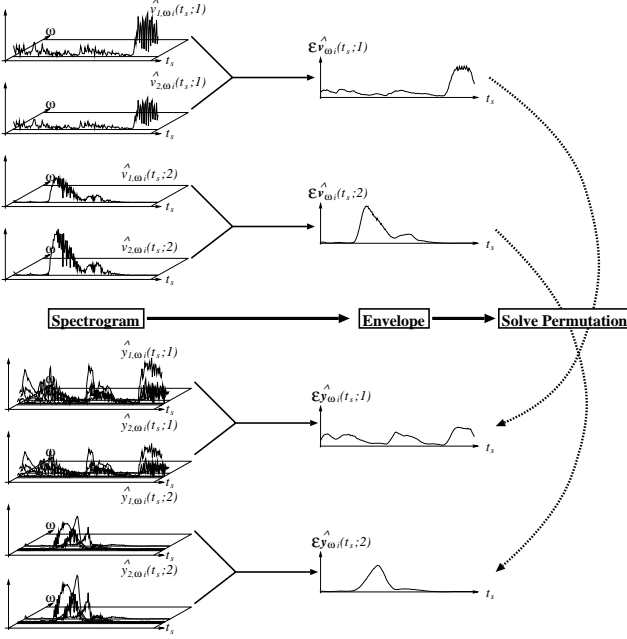 ŷ1,ωi(ts;1)
ω
ts
v̂2,ωi(ts;1)
ω
ts
εv̂ωi(ts;1)
ts
v̂1,ωi(ts;2)
ω
ts
v̂2,ωi(ts;2)
ω
ts
εv̂ωi(ts;2)
ts
Spectrogram
Envelope
Solve Permutation
ŷ1,ωi(ts;1)
ω
ts
ŷ2,ωi(ts;1)
ω
ts
εŷωi(ts;1)
ts
ŷ1,ωi(ts;2)
ω
ts
ŷ2,ωi(ts;2)
ω
ts
εŷωi(ts;2)
ts